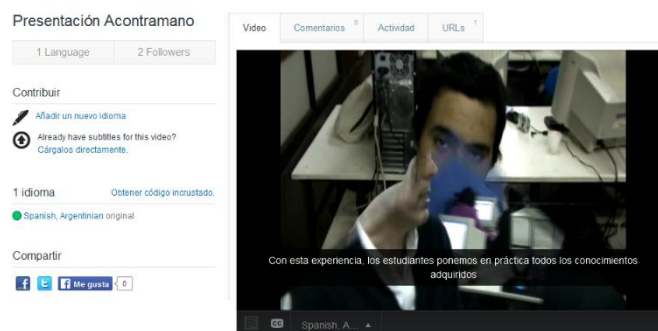 Presentación Acontramano
1 Language
2 Followers
Contribuir
Añadir un nuevo idioma
Already have subtitles for this video?
Cárgalos directamente.
1 idioma
Obtener código incrustado.
Spanish, Argentinian original
Compartir
Me gusta
0
Video
Comentarios 0
Actividad
URLs 1
Con esta experiencia, los estudiantes ponemos en práctica todos los conocimientos
adquiridos
CC
Spanish, A...